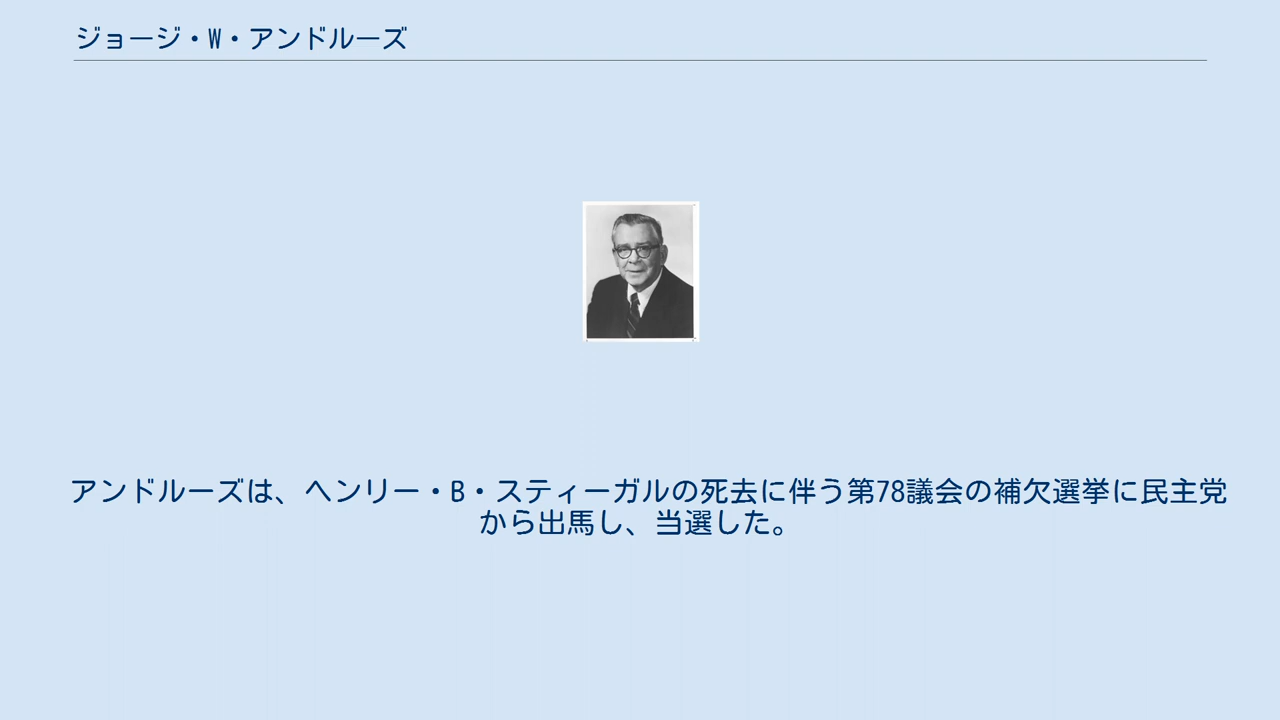 ジョージ・W・アンドルーズ
アンドルーズは、ヘンリー・B・スティーガルの死去に伴う第78議会の補欠選挙に民主党
から出馬し、当選した。